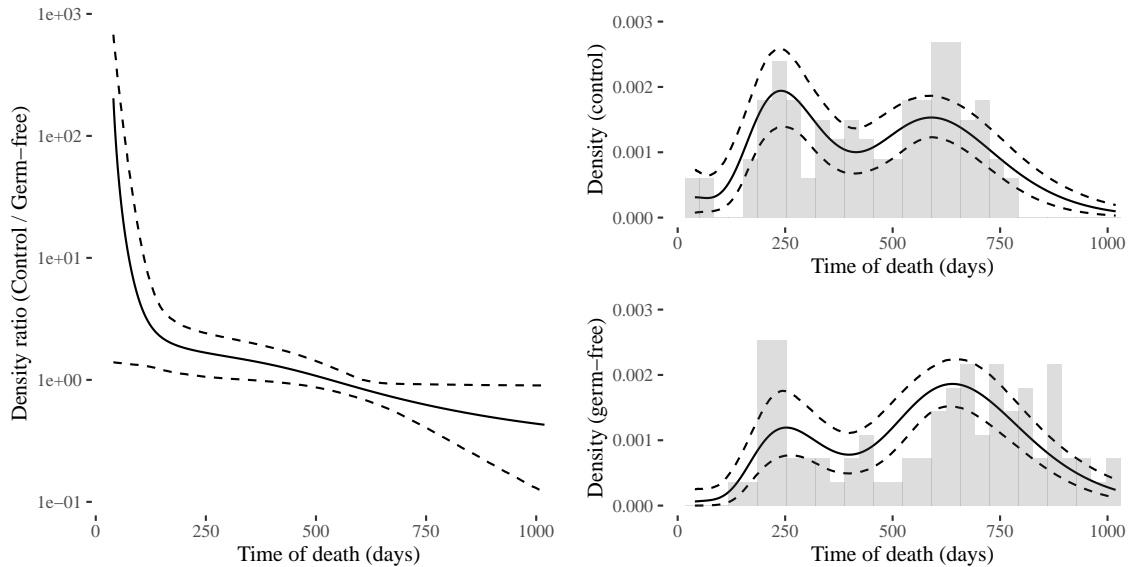 Density ratio (Control / Germ−free)
1e+03
1e+02
1e+01
1e+00
1e−01
0 250 500 750 1000
Time of death (days)
Density (control)
0.003
0.002
0.001
0.000
0 250 500 750 1000
Time of death (days)
Density (germ−free)
0.003
0.002
0.001
0.000
0 250 500 750 1000
Time of death (days)